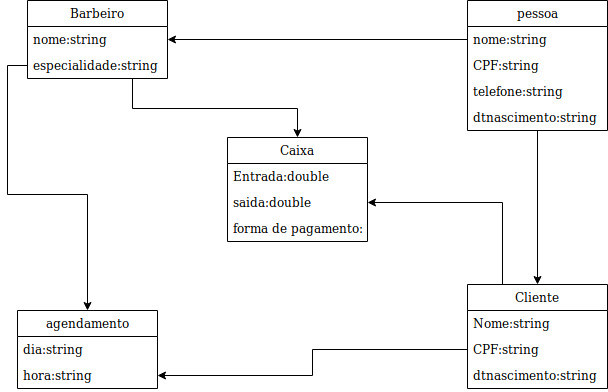 Barbeiro
nome:string
especialidade:string
pessoa
nome:string
CPF:string
telefone:string
dtnascimento:string
Caixa
Entrada:double
saida:double
forma de pagamento:
agendamento
dia:string
hora:string
Cliente
Nome:string
CPF:string
dtnascimento:string